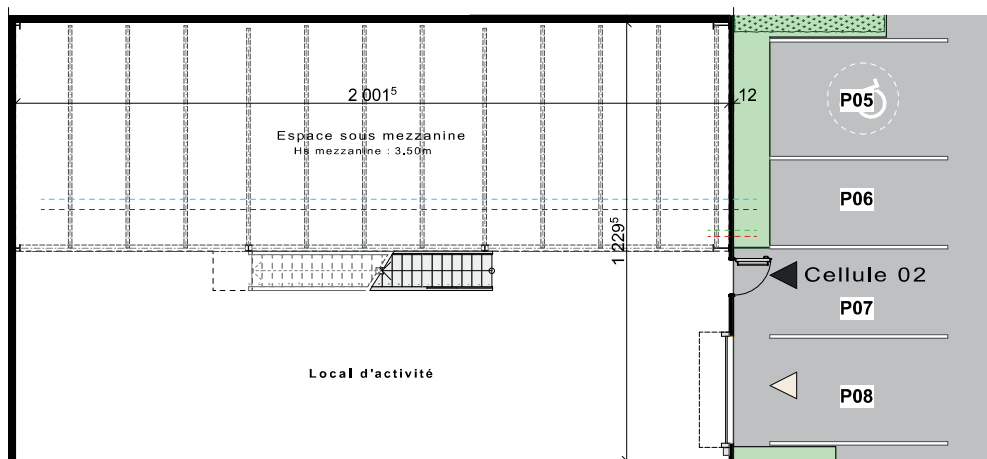 2 001⁵
12
P05
Espace sous mezzanine
Hs mezzanine : 3,50m
P06
1 229⁵
Cellule 02
P07
Local d'activité
P08